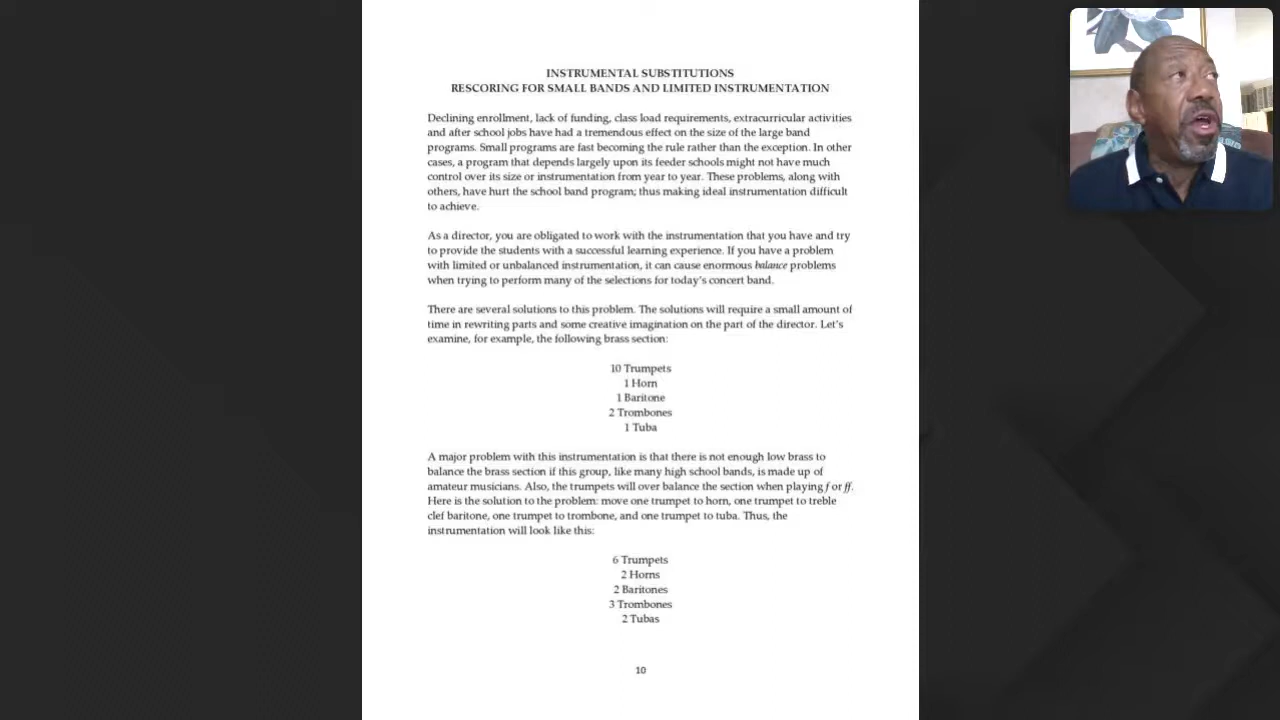 INSTRUMENTAL SUBSTITUTIONS
RESCORING FOR SMALL BANDS AND LIMITED INSTRUMENTATION
Declining enrollment, lack of funding, class load requirements, extracurricular activities
and after school jobs have had a tremendous effect on the size of the large band
programs. Small programs are fast becoming the rule rather than the exception. In other
cases, a program that depends largely upon its feeder schools might not have much
control over its size or instrumentation from year to year. These problems, along with
others, have hurt the school band program; thus making ideal instrumentation difficult
to achieve.
As a director, you are obligated to work with the instrumentation that you have and try
to provide the students with a successful learning experience. If you have a problem
with limited or unbalanced instrumentation, it can cause enormous balance problems
when trying to perform many of the selections for today's concert band.
There are several solutions to this problem. The solutions will require a small amount of
time in rewriting parts and some creative imagination on the part of the director. Let's
examine, for example, the following brass section:
10 Trumpets
1 Horn
1 Baritone
2 Trombones
1 Tuba
A major problem with this instrumentation is that there is not enough low brass to
balance the brass section if this group, like many high school bands, is made up of
amateur musicians. Also, the trumpets will over balance the section when playing f or ff.
Here is the solution to the problem: move one trumpet to horn, one trumpet to treble
clef baritone, one trumpet to trombone, and one trumpet to tuba. Thus, the
instrumentation will look like this:
6 Trumpets
2 Horns
2 Baritones
3 Trombones
2 Tubas
10